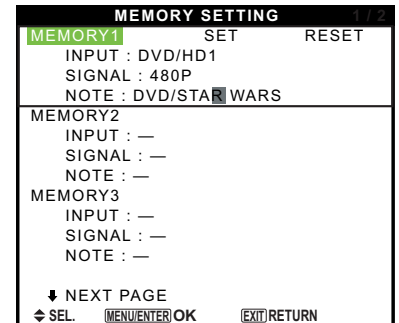 MEMORY SETTING 1 / 2
MEMORY1 SET RESET
INPUT : DVD/HD1
SIGNAL : 480P
NOTE : DVD/STAR WARS
MEMORY2
INPUT : —
SIGNAL : —
NOTE : —
MEMORY3
INPUT : —
SIGNAL : —
NOTE : —
NEXT PAGE
SEL. MENU/ENTER OK EXIT RETURN